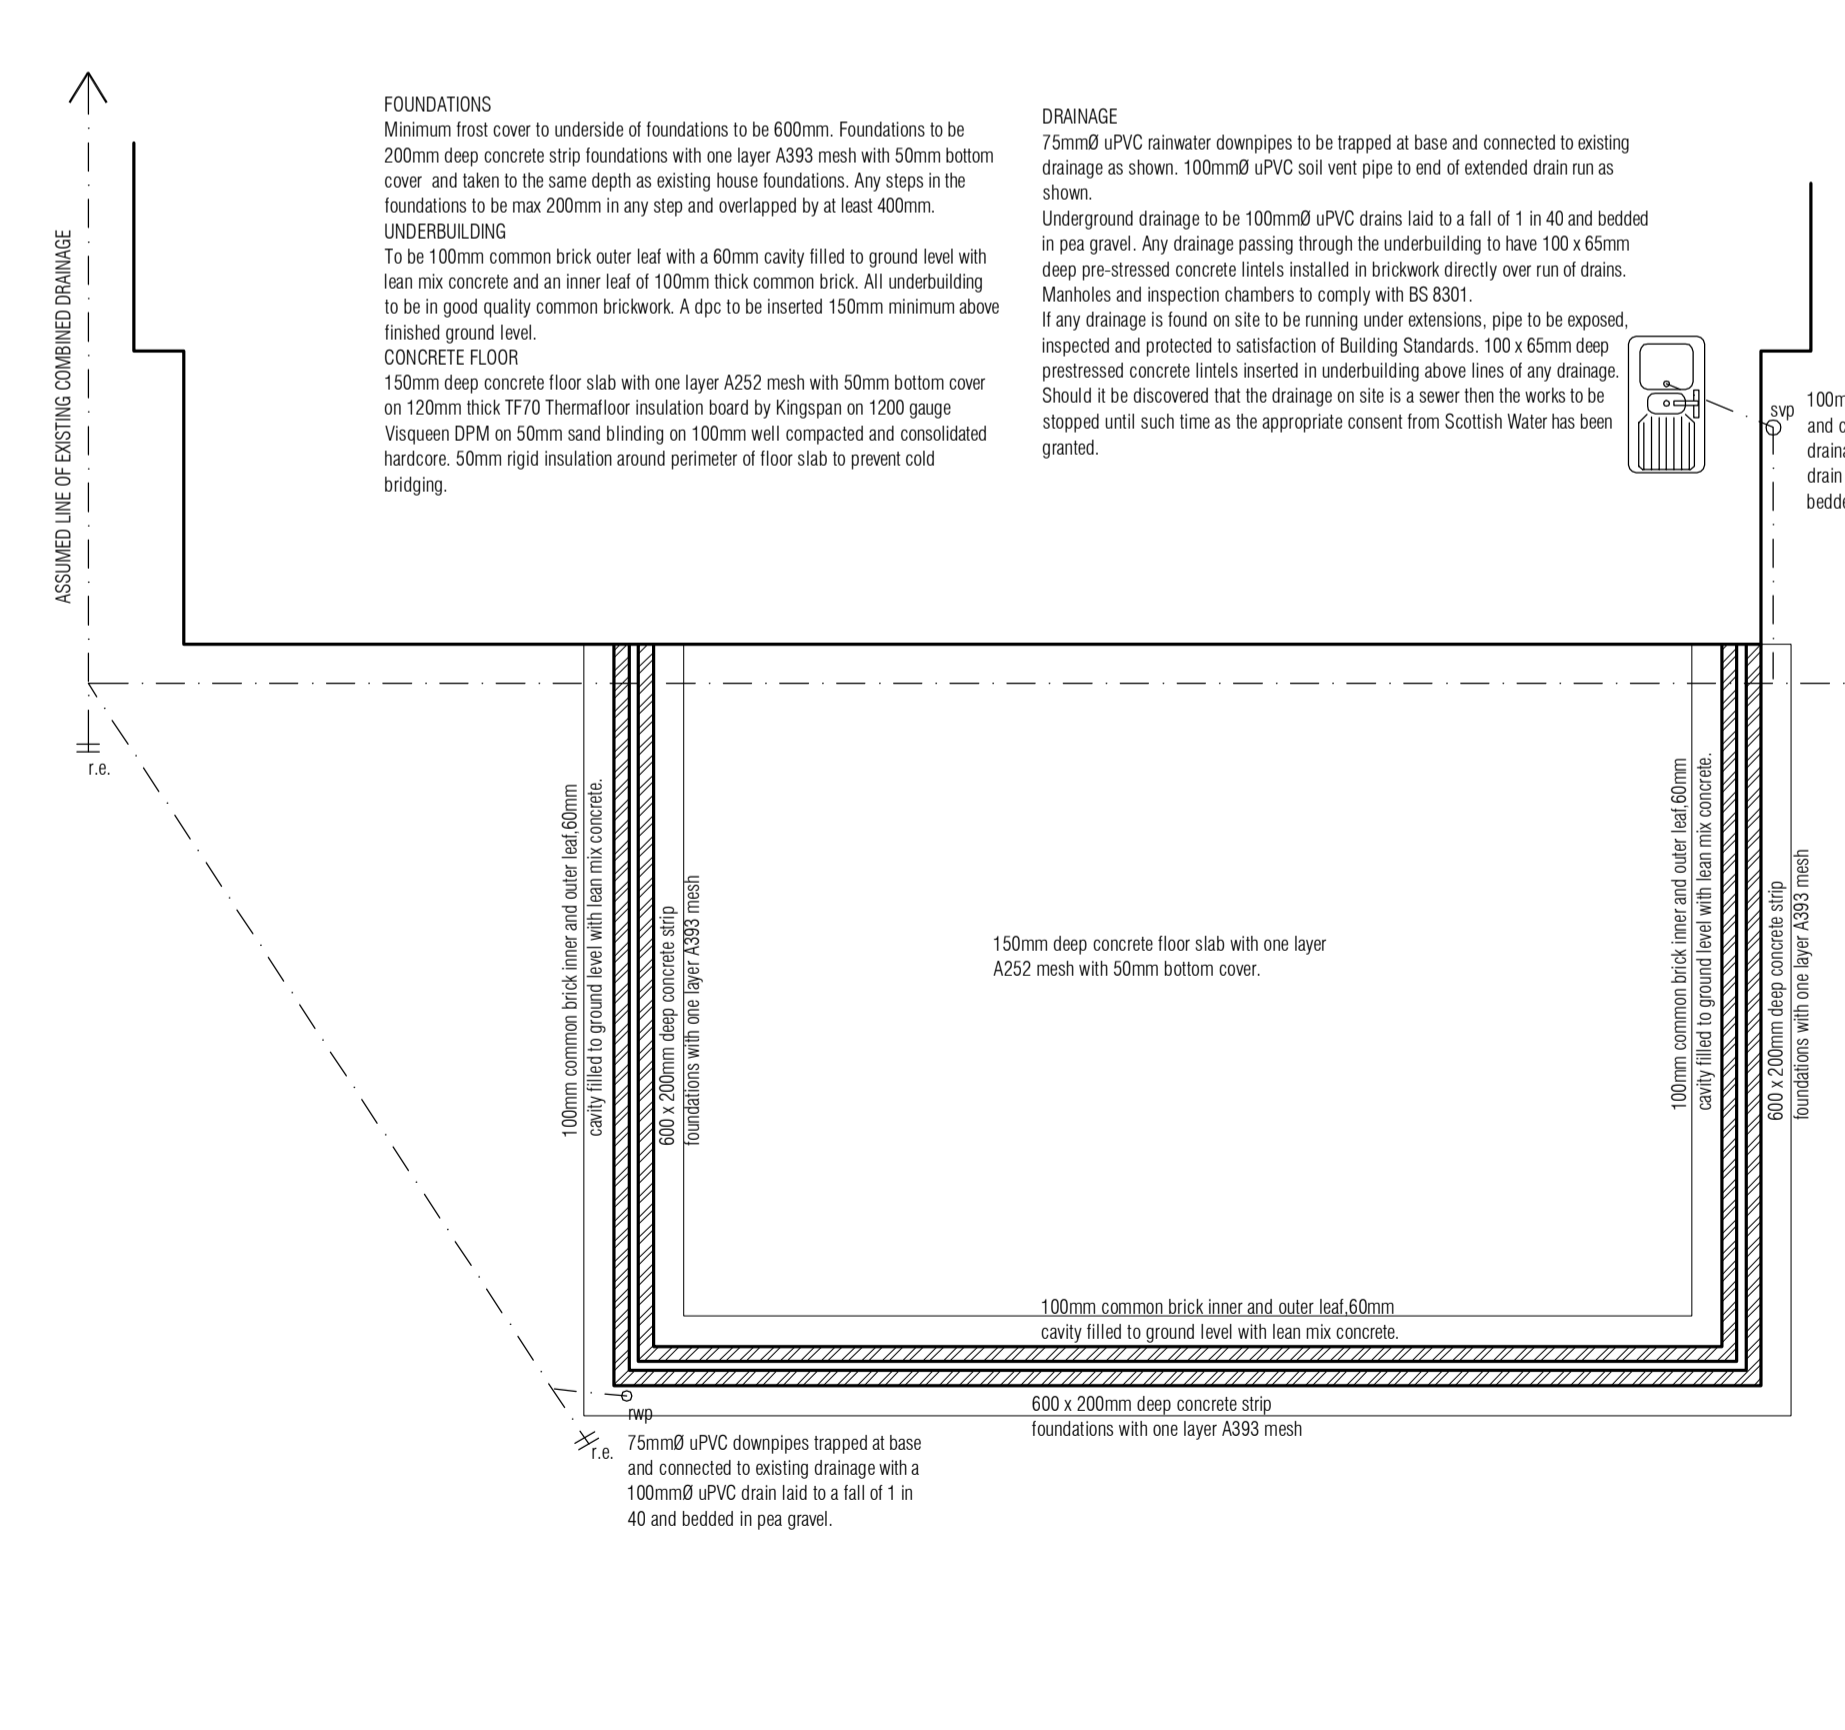 FOUNDATIONS
Minimum frost cover to underside of foundations to be 600mm. Foundations to be
200mm deep concrete strip foundations with one layer A393 mesh with 50mm bottom
cover  and taken to the same depth as existing house foundations. Any steps in the
foundations to be max 200mm in any step and overlapped by at least 400mm.
UNDERBUILDING
To be 100mm common brick outer leaf with a 60mm cavity filled to ground level with
lean mix concrete and an inner leaf of 100mm thick common brick. All underbuilding
to be in good quality common brickwork. A dpc to be inserted 150mm minimum above
finished ground level.
CONCRETE FLOOR
150mm deep concrete floor slab with one layer A252 mesh with 50mm bottom cover
on 120mm thick TF70 Thermafloor insulation board by Kingspan on 1200 gauge
Visqueen DPM on 50mm sand blinding on 100mm well compacted and consolidated
hardcore. 50mm rigid insulation around perimeter of floor slab to prevent cold
bridging.
DRAINAGE
75mmØ uPVC rainwater downpipes to be trapped at base and connected to existing
drainage as shown. 100mmØ uPVC soil vent pipe to end of extended drain run as
shown.
Underground drainage to be 100mmØ uPVC drains laid to a fall of 1 in 40 and bedded
in pea gravel. Any drainage passing through the underbuilding to have 100 x 65mm
deep pre-stressed concrete lintels installed in brickwork directly over run of drains.
Manholes and inspection chambers to comply with BS 8301.
If any drainage is found on site to be running under extensions, pipe to be exposed,
inspected and protected to satisfaction of Building Standards. 100 x 65mm deep
prestressed concrete lintels inserted in underbuilding above lines of any drainage.
Should it be discovered that the drainage on site is a sewer then the works to be
stopped until such time as the appropriate consent from Scottish Water has been
granted.
svp
100m
and c
draina
drain
bedde
ASSUMED LINE OF EXISTING COMBINED DRAINAGE
r.e.
100mm common brick inner and outer leaf,60mm
cavity filled to ground level with lean mix concrete.
600 x 200mm deep concrete strip
foundations with one layer A393 mesh
150mm deep concrete floor slab with one layer
A252 mesh with 50mm bottom cover.
100mm common brick inner and outer leaf,60mm
cavity filled to ground level with lean mix concrete.
600 x 200mm deep concrete strip
foundations with one layer A393 mesh
100mm common brick inner and outer leaf,60mm
cavity filled to ground level with lean mix concrete.
600 x 200mm deep concrete strip
foundations with one layer A393 mesh
rwp
r.e.
75mmØ uPVC downpipes trapped at base
and connected to existing drainage with a
100mmØ uPVC drain laid to a fall of 1 in
40 and bedded in pea gravel.